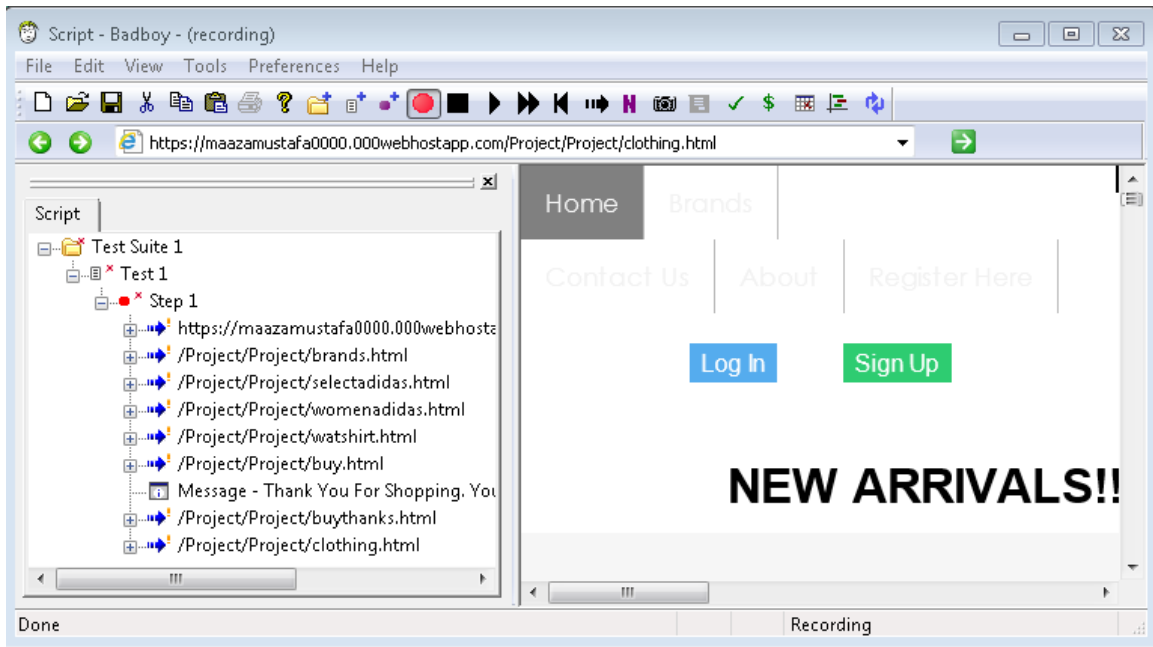 Script - Badboy - (recording)
File Edit View Tools Preferences Help
https://maazamustafa0000.000webhostapp.com/Project/Project/clothing.html
Script
Test Suite 1
Test 1
Step 1
https://maazamustafa0000.000webhosta
/Project/Project/brands.html
/Project/Project/selectadidas.html
/Project/Project/womenadidas.html
/Project/Project/watshirt.html
/Project/Project/buy.html
Message - Thank You For Shopping. You
/Project/Project/buythanks.html
/Project/Project/clothing.html
Home Brands
Contact Us About Register Here
Log In Sign Up
NEW ARRIVALS!!
Done Recording